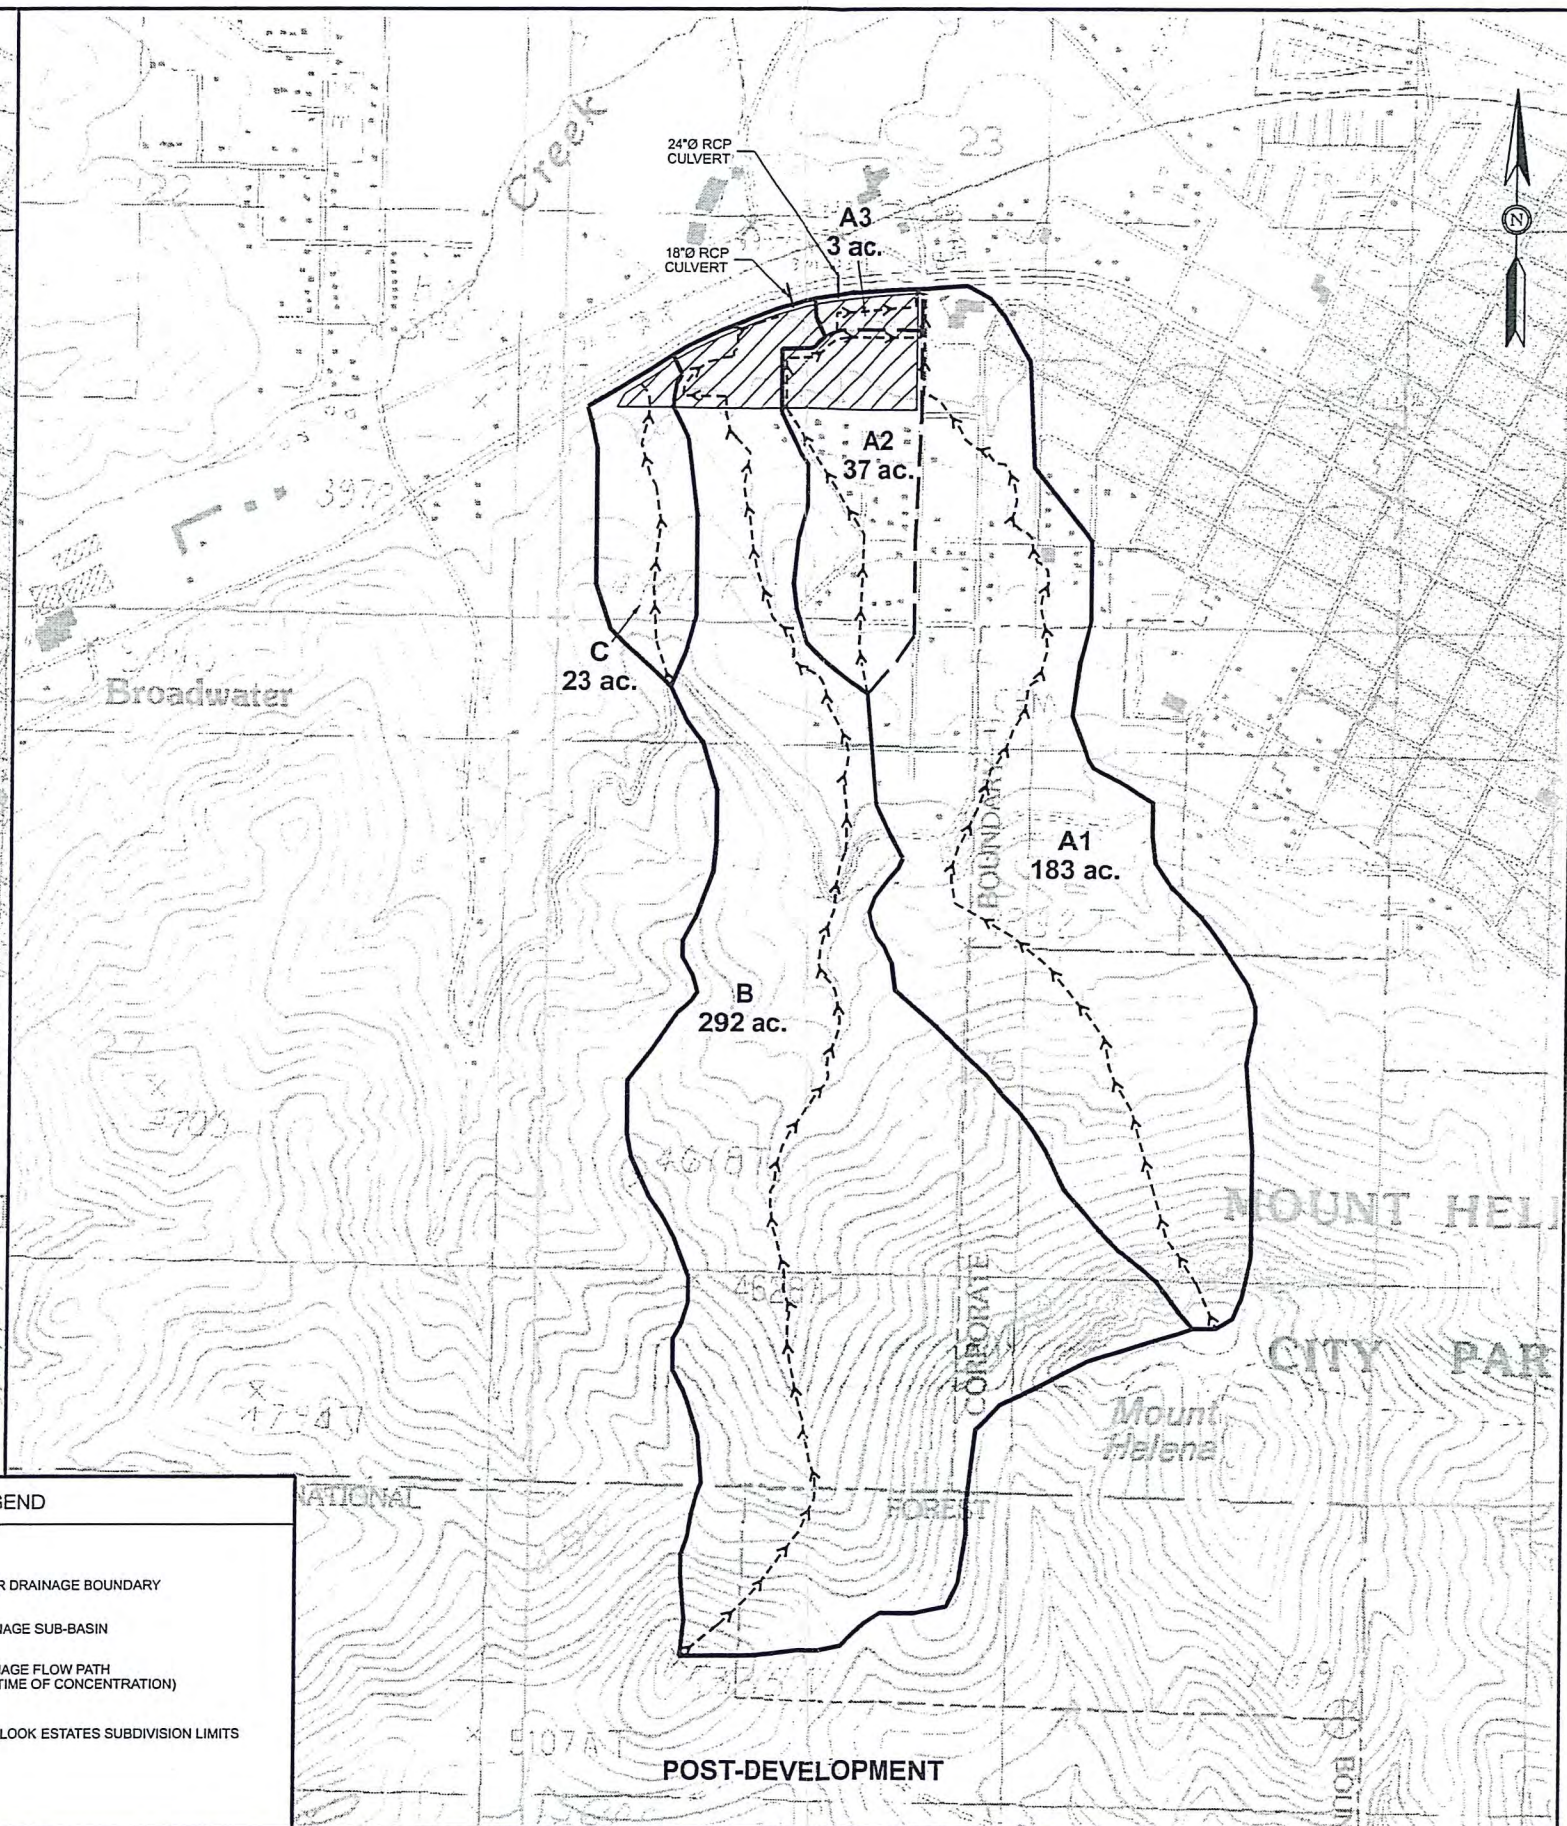 Creek
23
22
24"Ø RCP
CULVERT
A3
3 ac.
18"Ø RCP
CULVERT
N
A2
37 ac.
C
23 ac.
Broadwater
BOUNDARY
A1
183 ac.
B
292 ac.
MOUNT HEL
CORPORATE
CITY PAR
Mount
Helena
NATIONAL
FOREST
GEND
R DRAINAGE BOUNDARY
NAGE SUB-BASIN
NAGE FLOW PATH
TIME OF CONCENTRATION)
LOOK ESTATES SUBDIVISION LIMITS
POST-DEVELOPMENT